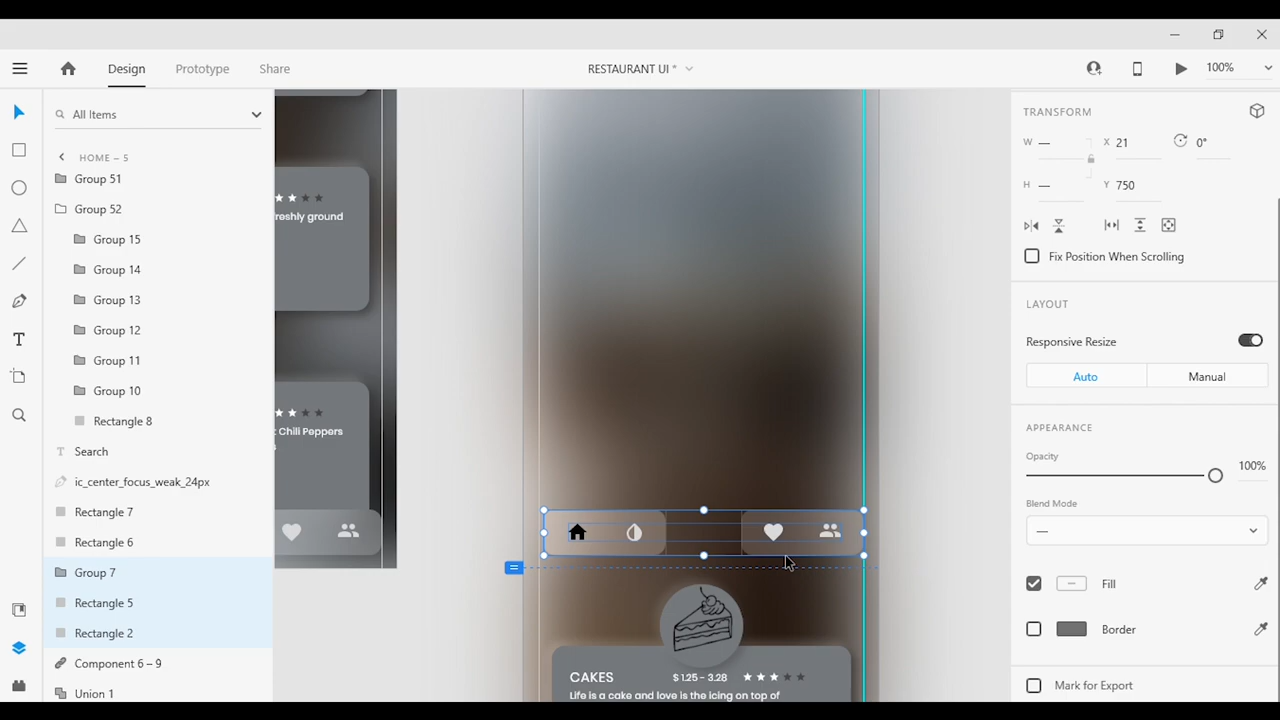 Design
Prototype
Share
RESTAURANT UI *
100%
All Items
HOME – 5
Group 51
Group 52
Group 15
Group 14
Group 13
Group 12
Group 11
Group 10
Rectangle 8
Search
ic_center_focus_weak_24px
Rectangle 7
Rectangle 6
Group 7
Rectangle 5
Rectangle 2
Component 6 – 9
Union 1
reshly ground
t Chili Peppers
CAKES
$ 1.25 - 3.28
Life is a cake and love is the icing on top of
TRANSFORM
W —
X 21
0°
H —
Y 750
Fix Position When Scrolling
LAYOUT
Responsive Resize
Auto
Manual
APPEARANCE
Opacity
100%
Blend Mode
—
Fill
Border
Mark for Export